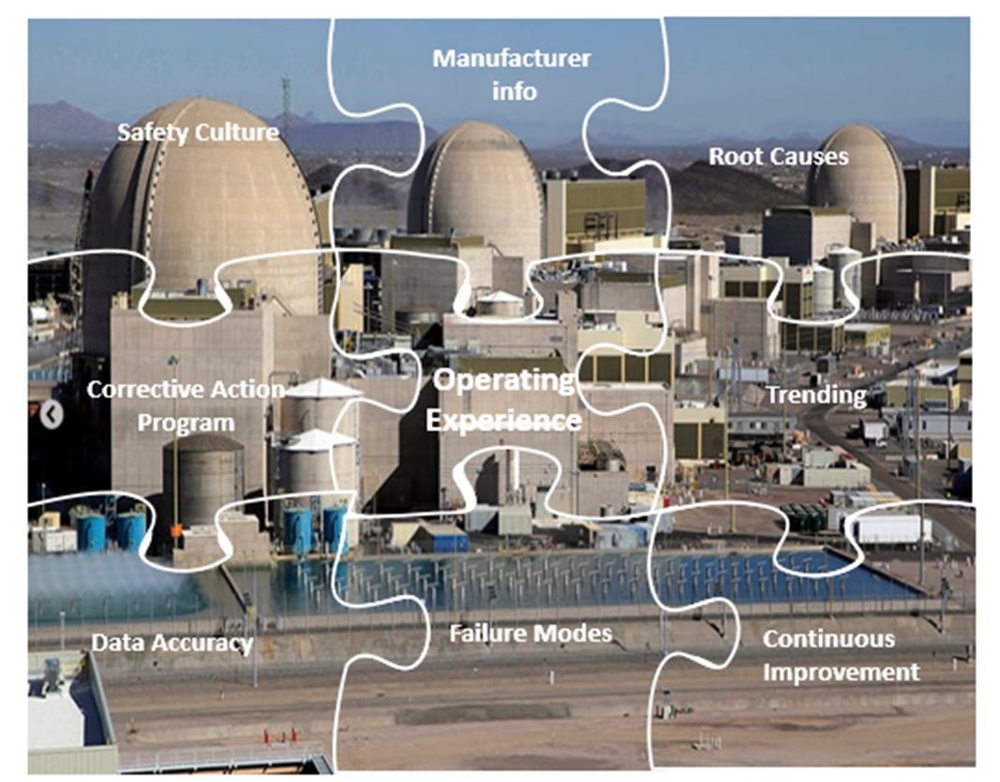 Manufacturer
info
Safety Culture
Root Causes
Corrective Action
Program
Operating
Experience
Trending
Data Accuracy
Failure Modes
Continuous
Improvement